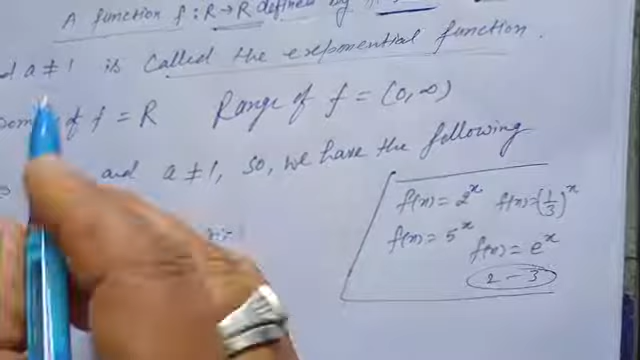 A function f : R → R defined by
a ≠ 1 is called the exponential function.
of f = R Range of f = (0, ∞)
and a ≠ 1, so, we have the following
f(x) = 2^x f(x) = (1/3)^x
f(x) = 5^x
f(x) = e^x
2 - 3